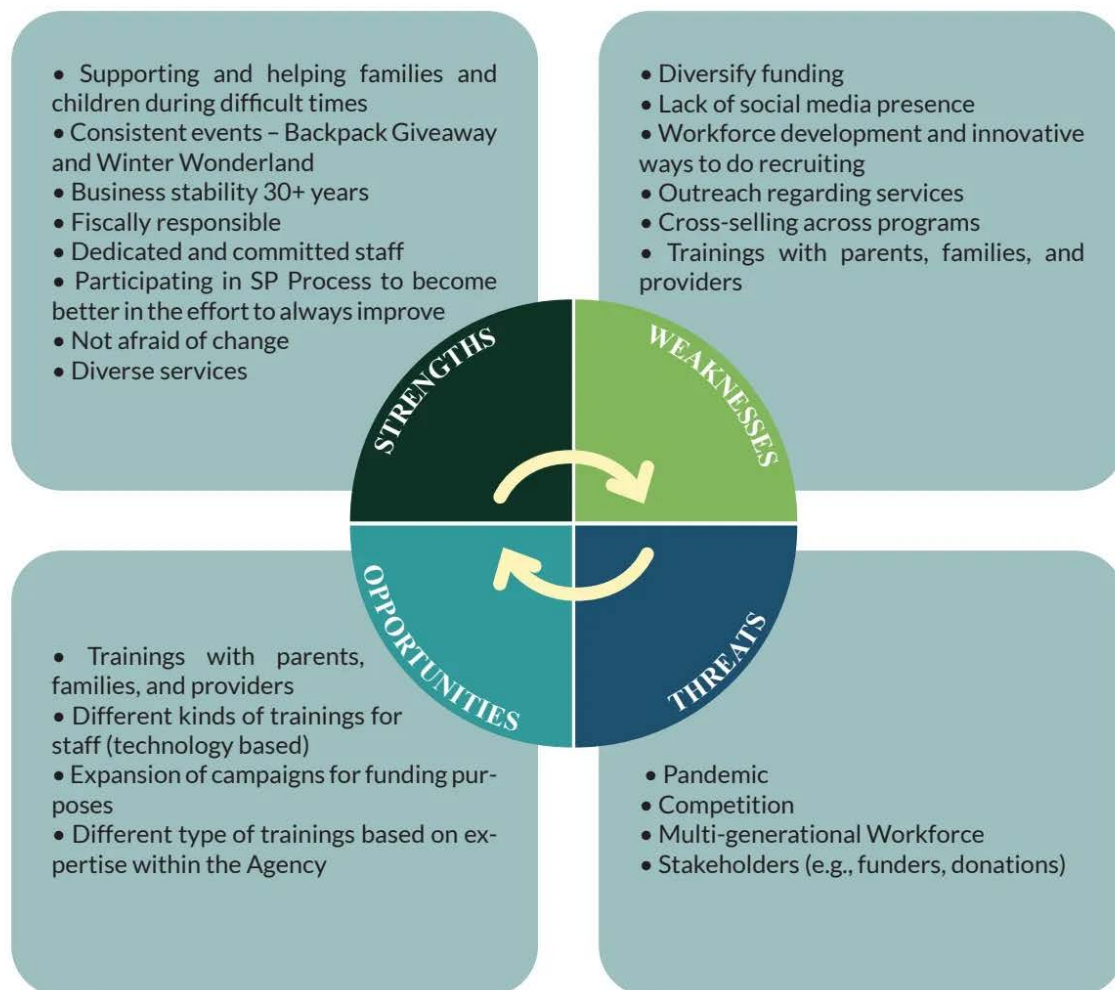 • Supporting and helping families and
children during difficult times
• Consistent events – Backpack Giveaway
and Winter Wonderland
• Business stability 30+ years
• Fiscally responsible
• Dedicated and committed staff
• Participating in SP Process to become
better in the effort to always improve
• Not afraid of change
• Diverse services
• Diversify funding
• Lack of social media presence
• Workforce development and innovative
ways to do recruiting
• Outreach regarding services
• Cross-selling across programs
• Trainings with parents, families, and
providers
STRENGTHS
WEAKNESSES
OPPORTUNITIES
THREATS
• Trainings with parents,
families, and providers
• Different kinds of trainings for
staff (technology based)
• Expansion of campaigns for funding pur-
poses
• Different type of trainings based on ex-
pertise within the Agency
• Pandemic
• Competition
• Multi-generational Workforce
• Stakeholders (e.g., funders, donations)